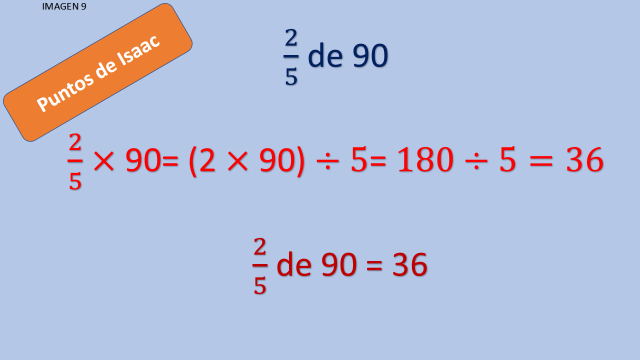 IMAGEN 9
Puntos de Isaac
2/5 de 90
2/5 × 90= (2 × 90) ÷ 5= 180 ÷ 5 = 36
2/5 de 90 = 36